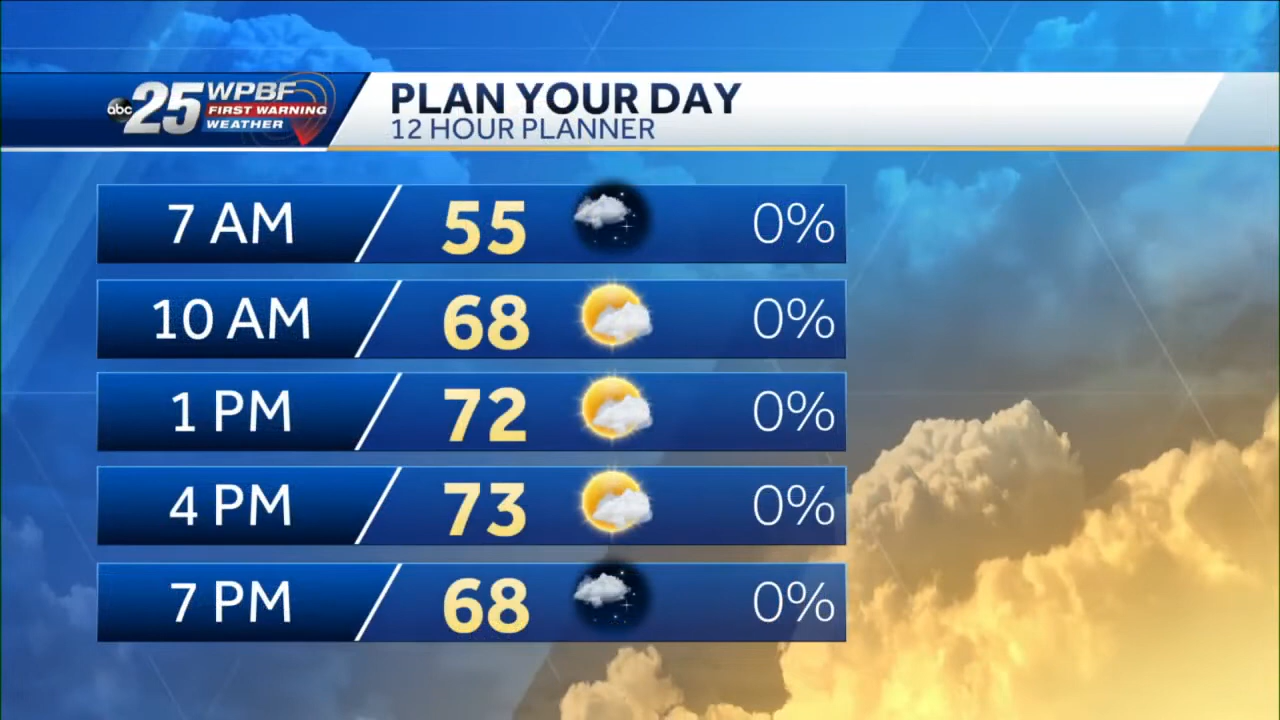 abc 25 WPBF
FIRST WARNING
WEATHER
PLAN YOUR DAY
12 HOUR PLANNER
7 AM 55 0%
10 AM 68 0%
1 PM 72 0%
4 PM 73 0%
7 PM 68 0%